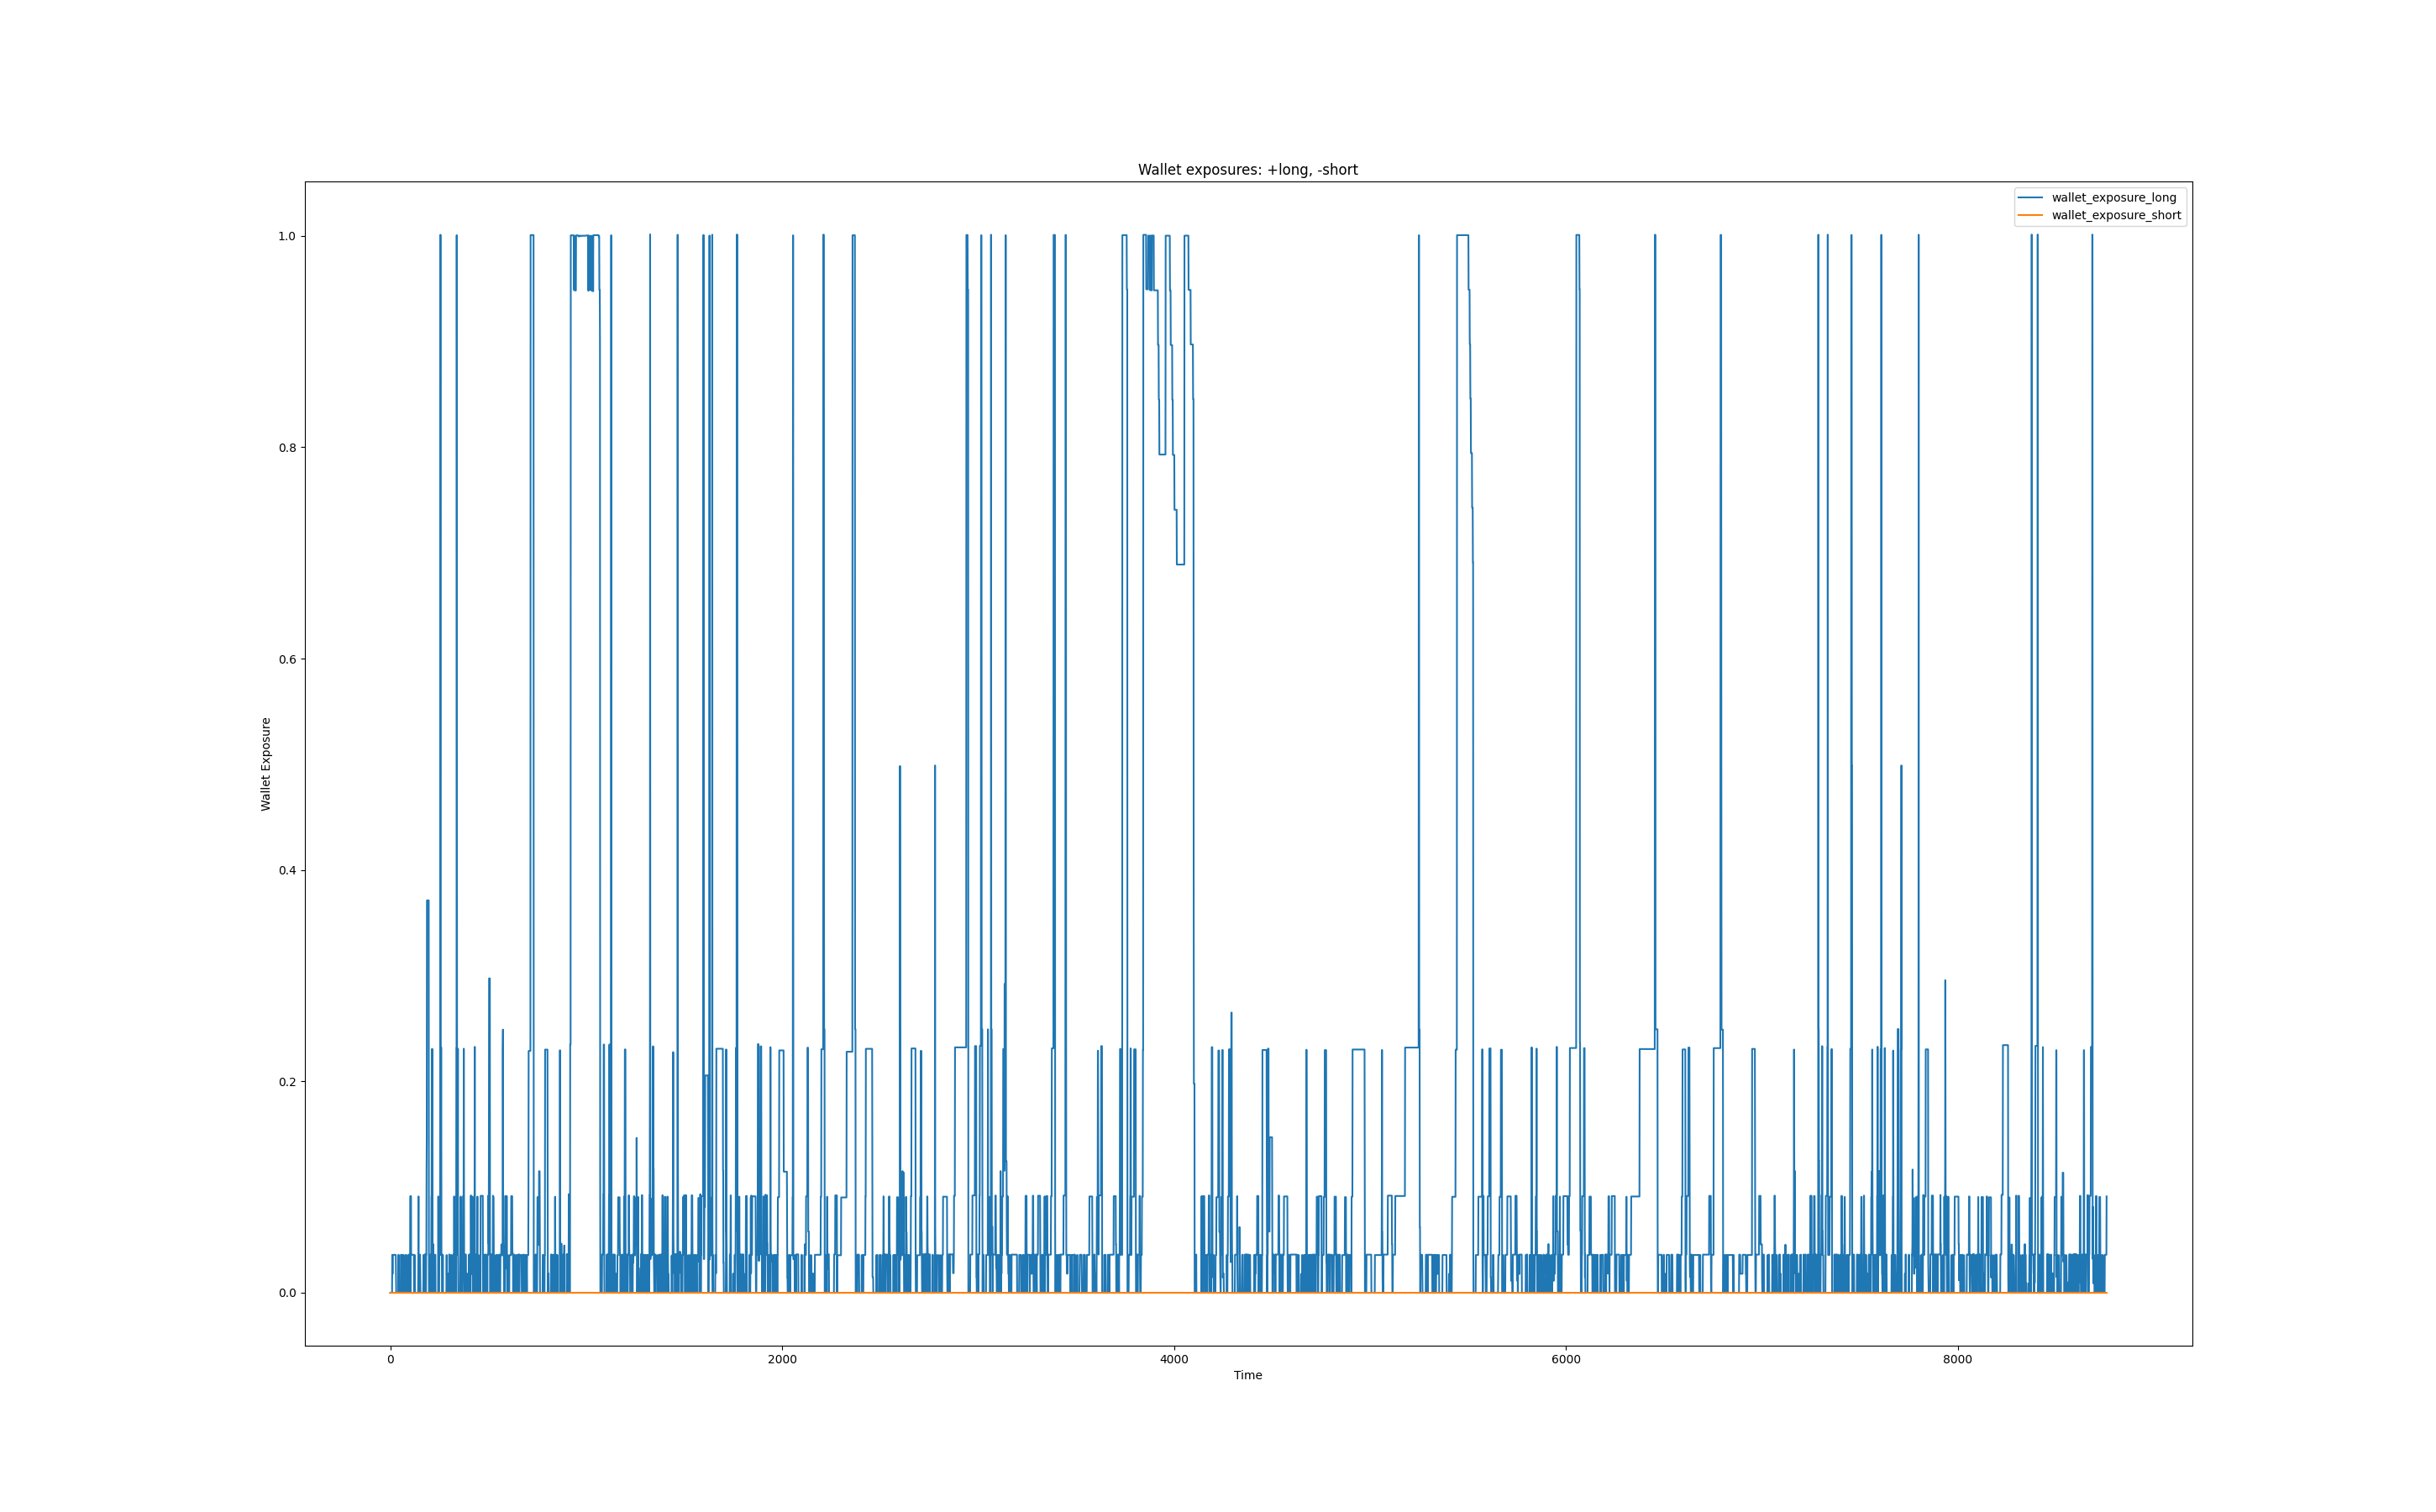 Wallet exposures: +long, -short
wallet_exposure_long
wallet_exposure_short
1.0
0.8
0.6
0.4
0.2
0.0
Wallet Exposure
0 2000 4000 6000 8000
Time